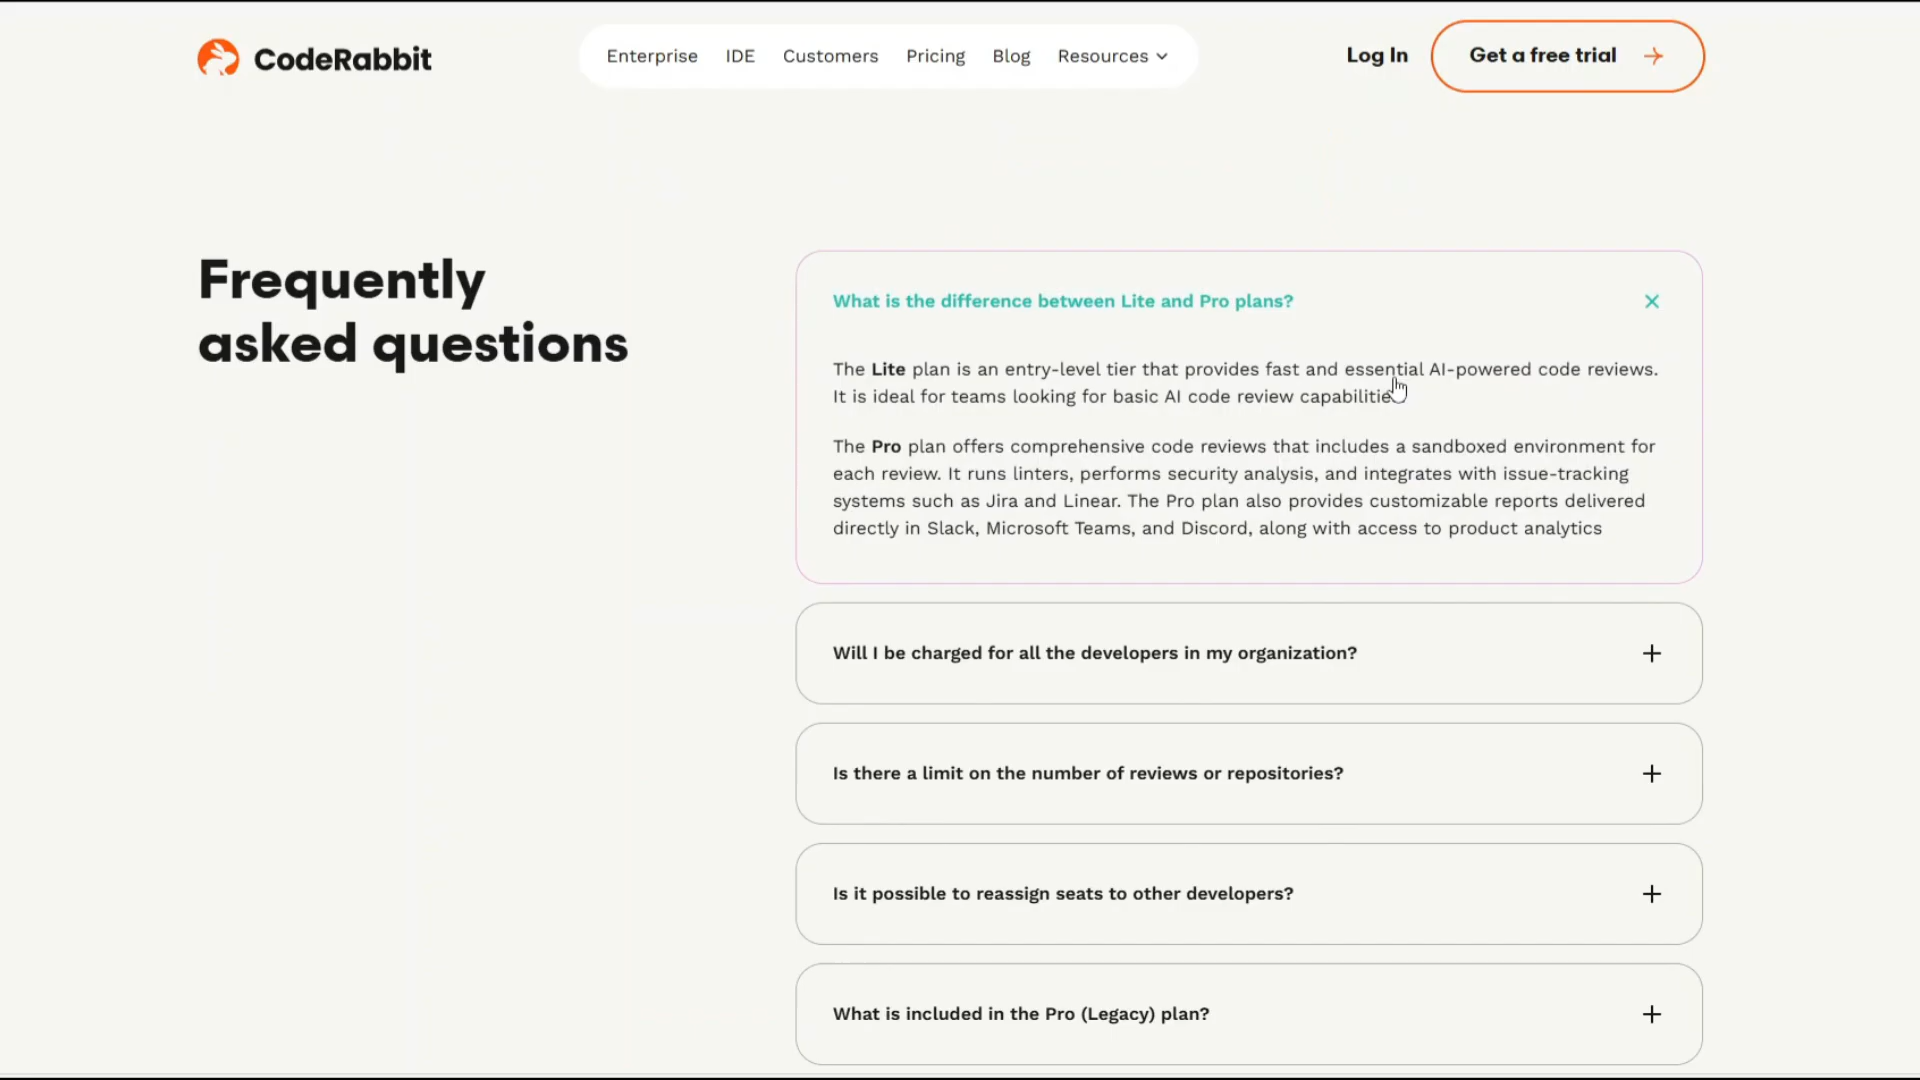 CodeRabbit
Enterprise IDE Customers Pricing Blog Resources
Log In
Get a free trial
Frequently
asked questions
What is the difference between Lite and Pro plans?
The Lite plan is an entry-level tier that provides fast and essential AI-powered code reviews.
It is ideal for teams looking for basic AI code review capabilities.
The Pro plan offers comprehensive code reviews that includes a sandboxed environment for
each review. It runs linters, performs security analysis, and integrates with issue-tracking
systems such as Jira and Linear. The Pro plan also provides customizable reports delivered
directly in Slack, Microsoft Teams, and Discord, along with access to product analytics
Will I be charged for all the developers in my organization?
Is there a limit on the number of reviews or repositories?
Is it possible to reassign seats to other developers?
What is included in the Pro (Legacy) plan?